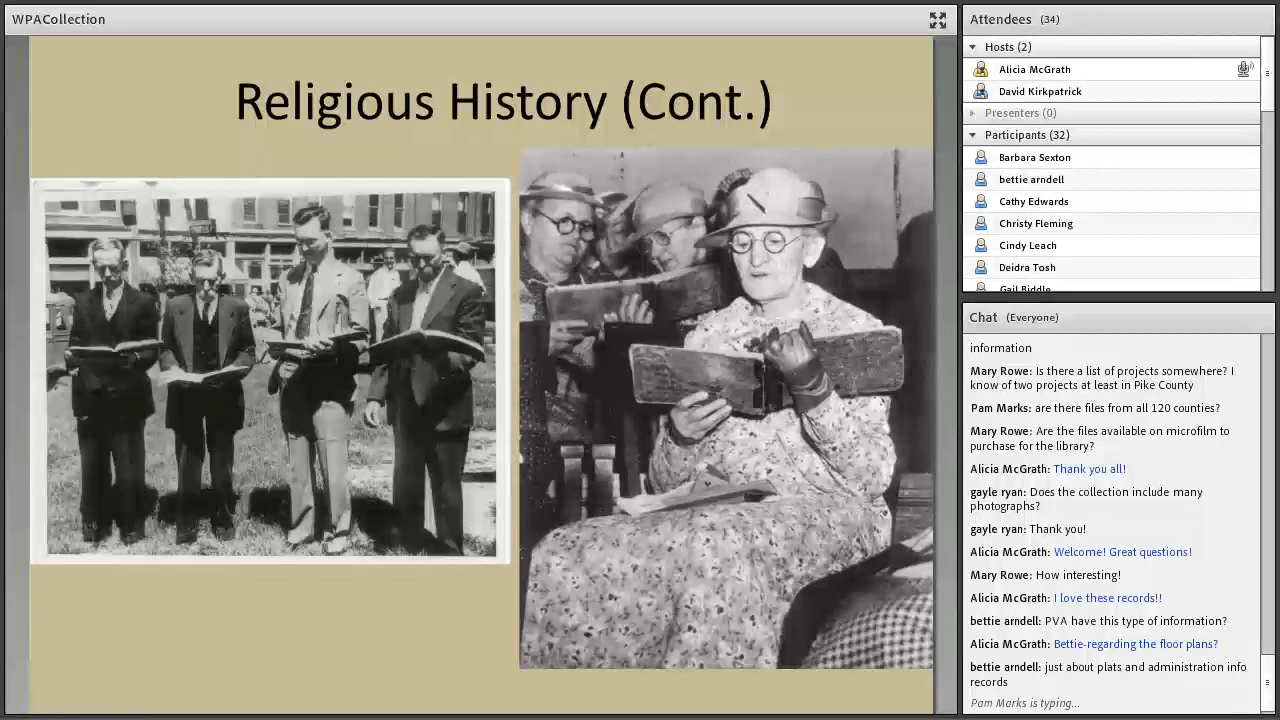 WPACollection
Religious History (Cont.)
Attendees (34)
Hosts (2)
Alicia McGrath
David Kirkpatrick
Presenters (0)
Participants (32)
Barbara Sexton
bettie arndell
Cathy Edwards
Christy Fleming
Cindy Leach
Deidra Tosh
Gail Biddle
Chat (Everyone)
information
Mary Rowe: Is there a list of projects somewhere? I
know of two projects at least in Pike County
Pam Marks: are there files from all 120 counties?
Mary Rowe: Are the files available on microfilm to
purchase for the library?
Alicia McGrath: Thank you all!
gayle ryan: Does the collection include many
photographs?
gayle ryan: Thank you!
Alicia McGrath: Welcome! Great questions!
Mary Rowe: How interesting!
Alicia McGrath: I love these records!!
bettie arndell: PVA have this type of information?
Alicia McGrath: Bettie-regarding the floor plans?
bettie arndell: just about plats and administration info
records
Pam Marks is typing...